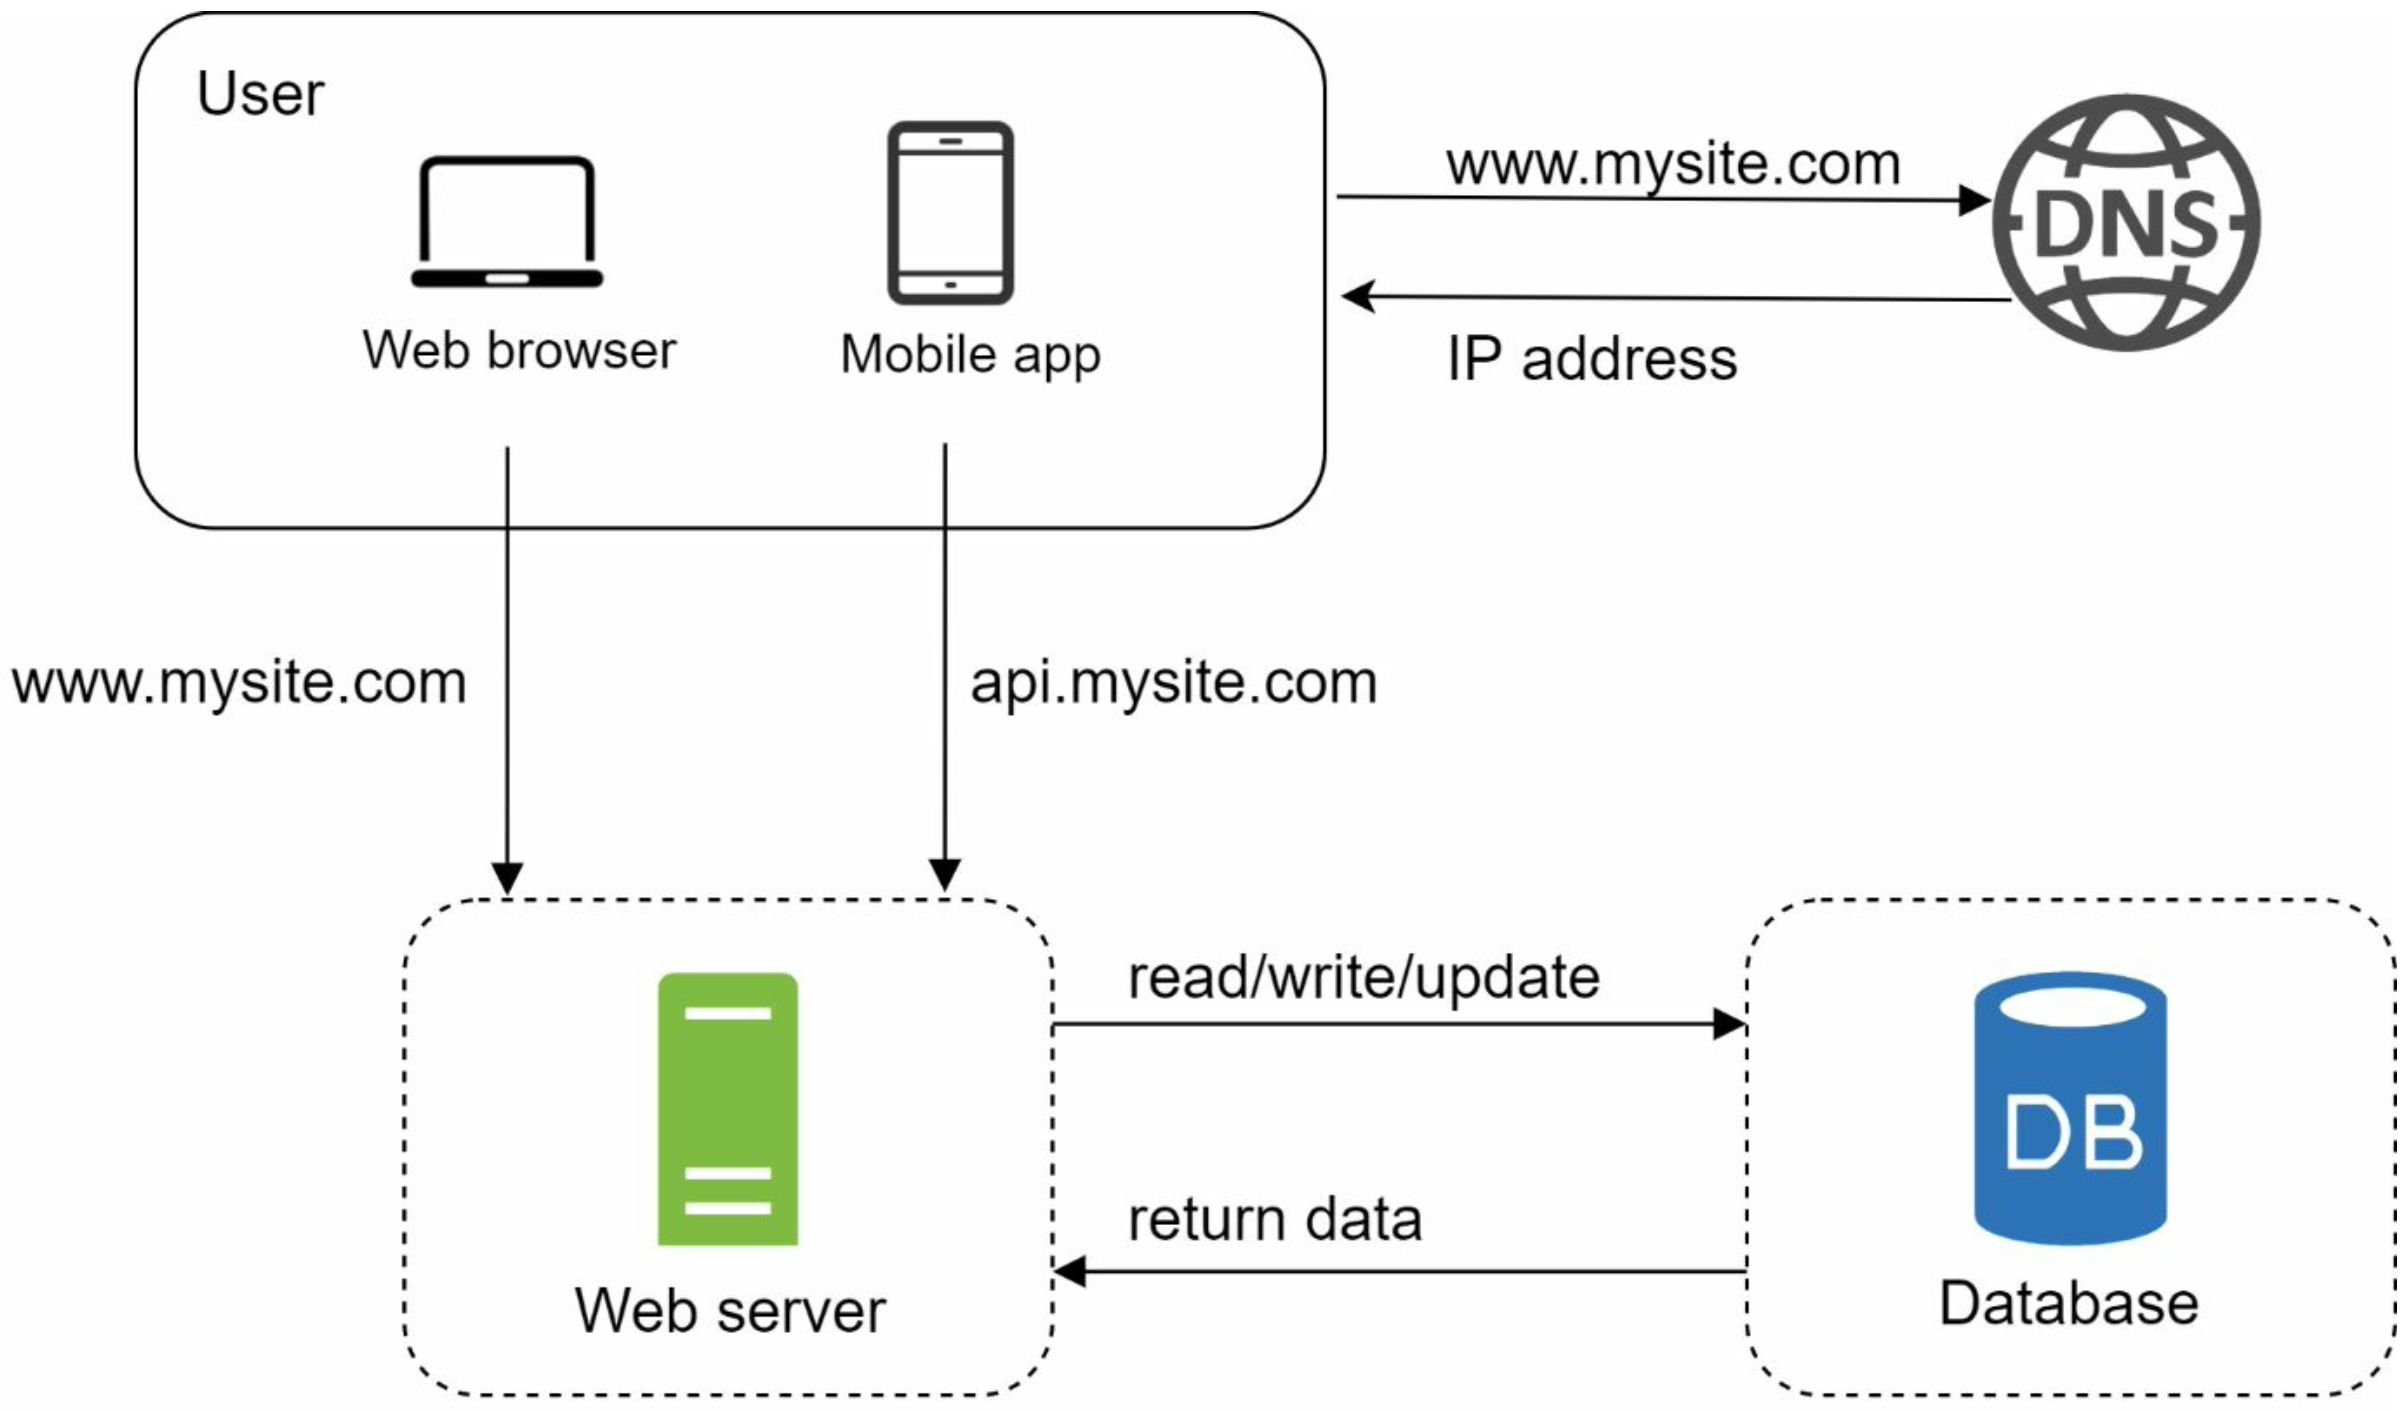 User
www.mysite.com
DNS
Web browser
Mobile app
IP address
www.mysite.com
api.mysite.com
read/write/update
DB
return data
Web server
Database